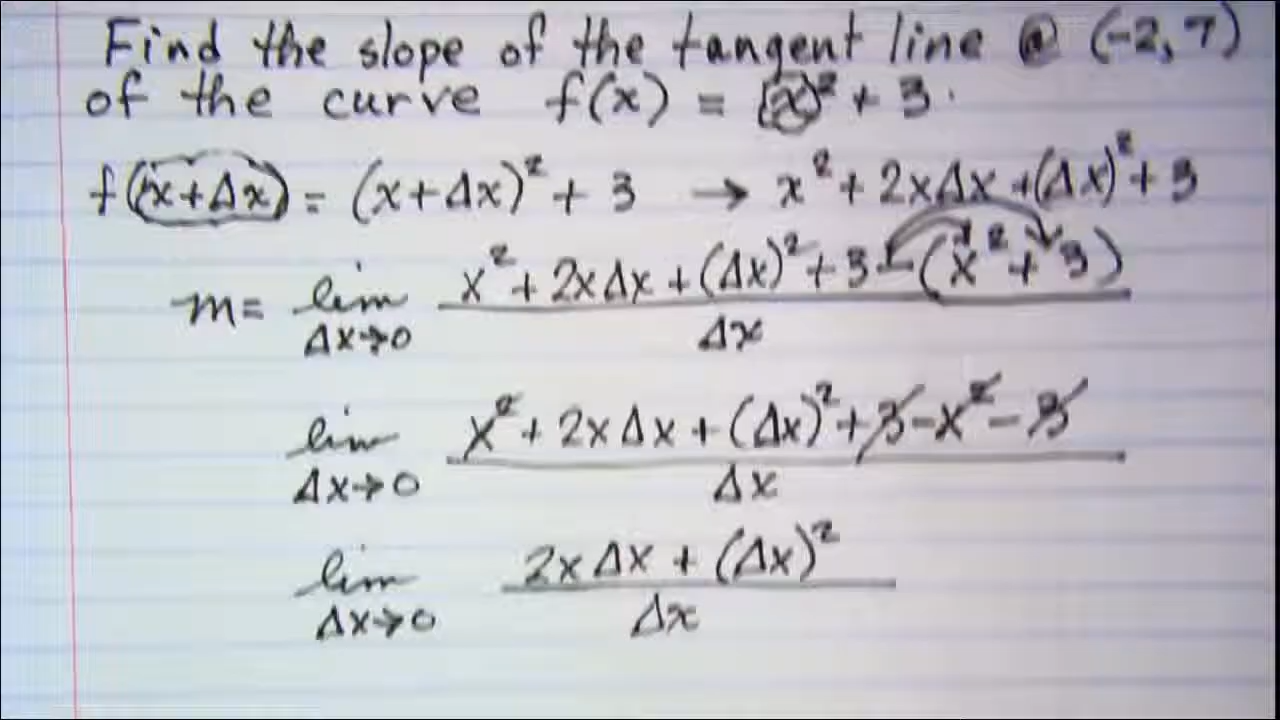 Find the slope of the tangent line @ (-2, 7)
of the curve f(x) = (x)² + 3.
f(x+Δx) = (x+Δx)² + 3 → x² + 2xΔx + (Δx)² + 3
m = lim Δx→0 x² + 2xΔx + (Δx)² + 3 - (x² + 3) / Δx
lim Δx→0 x² + 2xΔx + (Δx)² + 3 - x² - 3 / Δx
lim Δx→0 2xΔx + (Δx)² / Δx